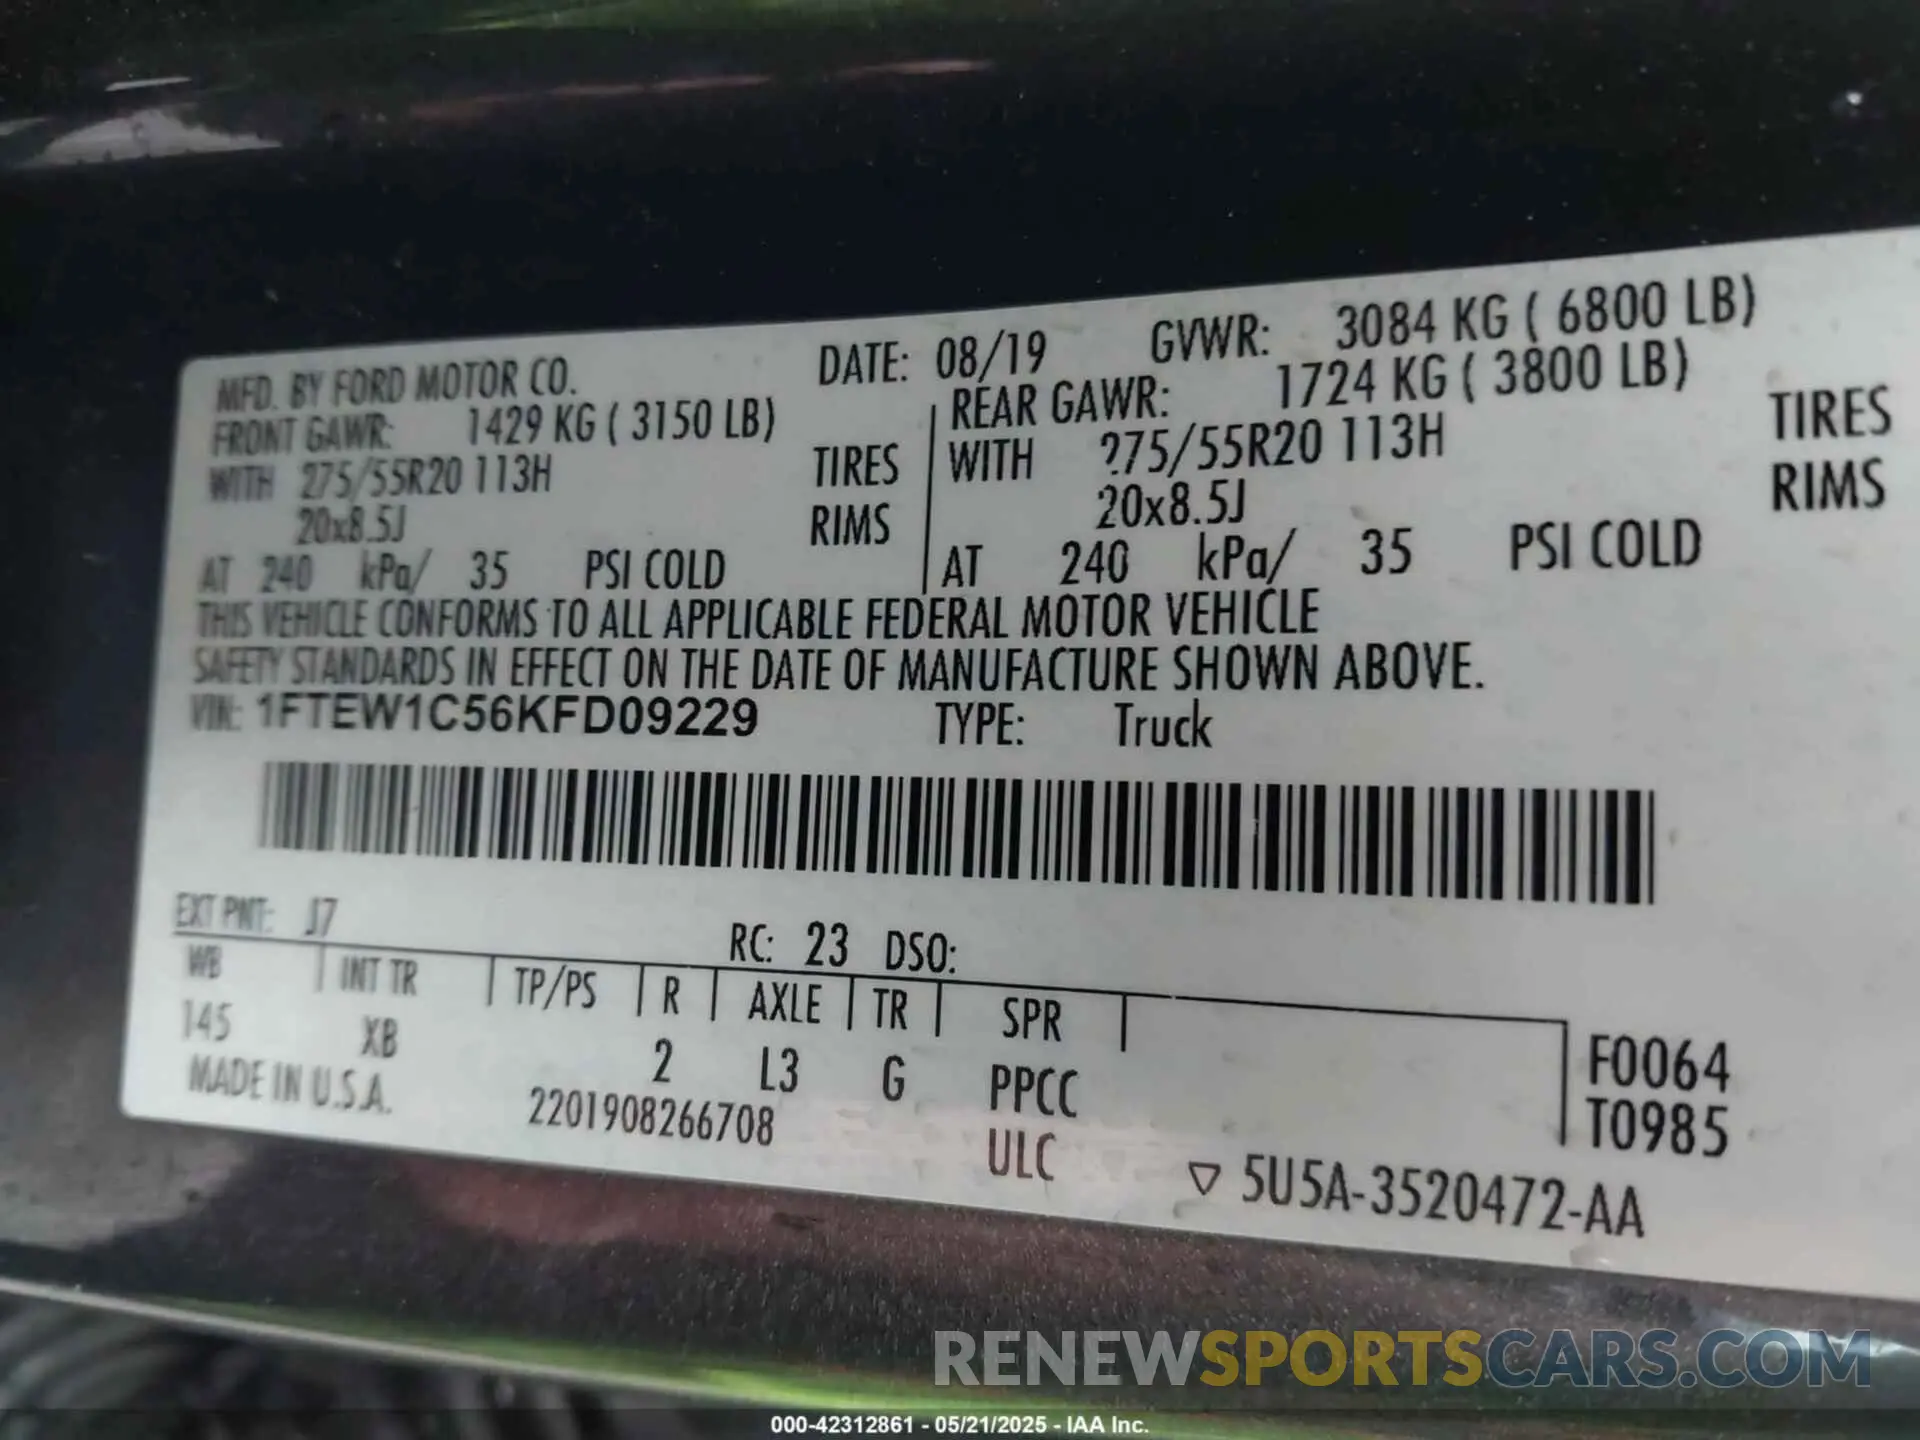 MFD. BY FORD MOTOR CO. DATE: 08/19 GVWR: 3084 KG ( 6800 LB)
FRONT GAWR: 1429 KG ( 3150 LB) REAR GAWR: 1724 KG ( 3800 LB)
WITH 275/55R20 113H TIRES WITH 275/55R20 113H TIRES
20x8.5J RIMS 20x8.5J RIMS
AT 240 kPa/ 35 PSI COLD AT 240 kPa/ 35 PSI COLD
THIS VEHICLE CONFORMS TO ALL APPLICABLE FEDERAL MOTOR VEHICLE
SAFETY STANDARDS IN EFFECT ON THE DATE OF MANUFACTURE SHOWN ABOVE.
VIN: 1FTEW1C56KFD09229 TYPE: Truck
EXT PNT: J7 RC: 23 DSO:
WB INT TR TP/PS R AXLE TR SPR
145 XB 2 L3 G PPCC F0064
MADE IN U.S.A. 2201908266708 ULC T0985
▽ 5U5A-3520472-AA
RENEWSPORTSCARS.COM
000-42312861 - 05/21/2025 - IAA Inc.